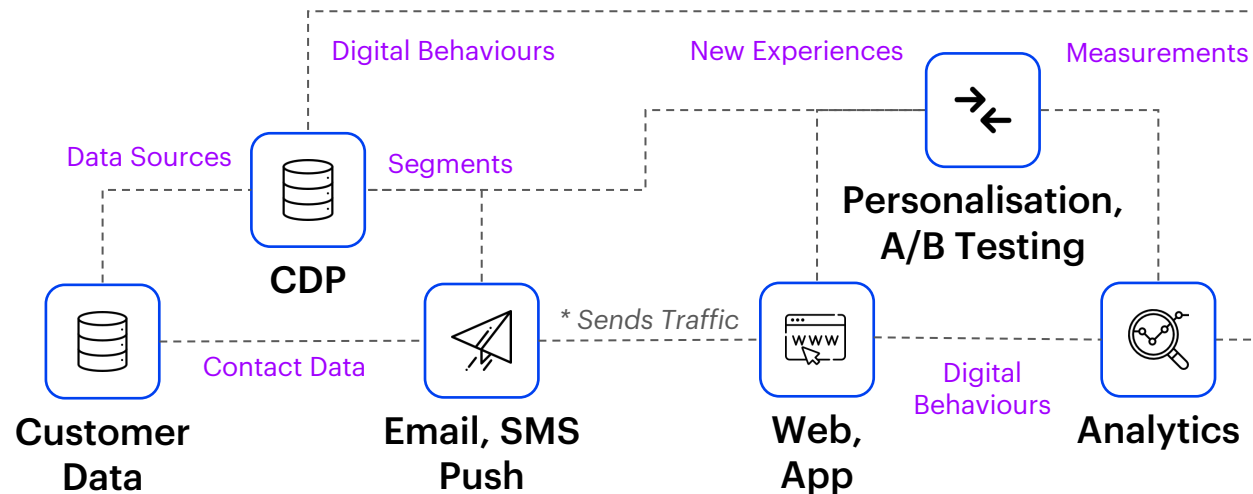 Digital Behaviours
New Experiences
Measurements
Data Sources
Segments
Personalisation,
A/B Testing
CDP
* Sends Traffic
WWW
Contact Data
Digital
Behaviours
Customer
Data
Email, SMS
Push
Web,
App
Analytics